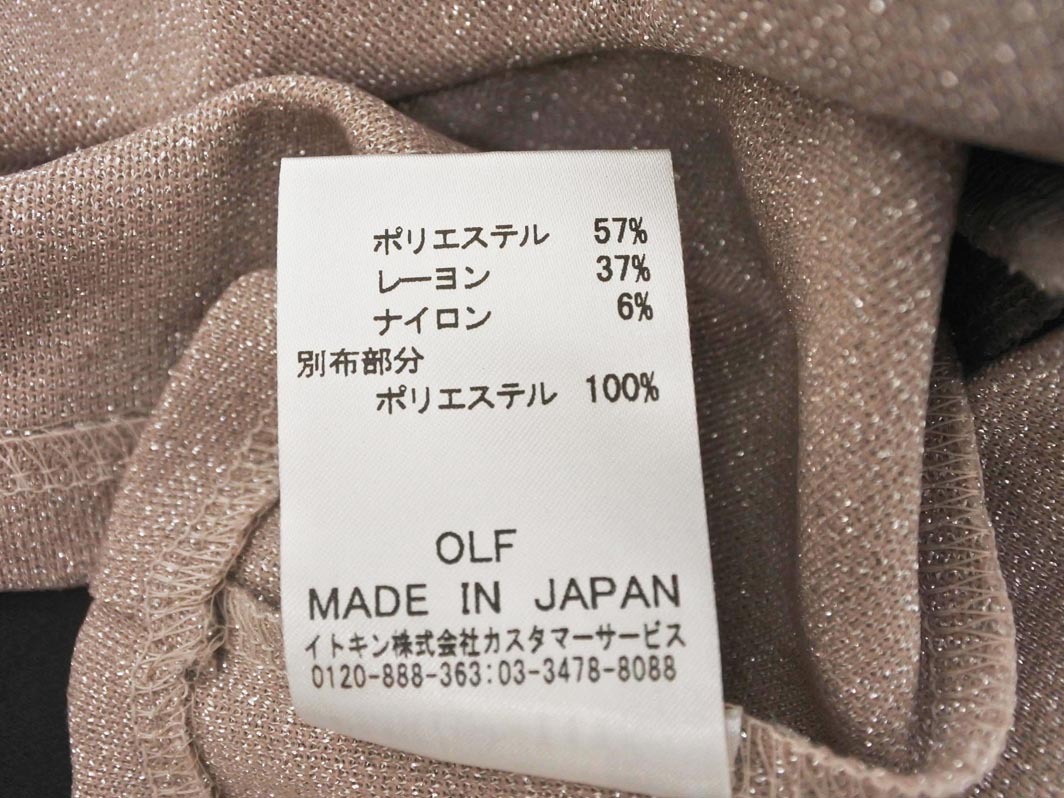 ポリエステル 57%
レーヨン 37%
ナイロン 6%
別布部分
ポリエステル 100%
OLF
MADE IN JAPAN
イトキン株式会社カスタマーサービス
0120-888-363:03-3478-8088